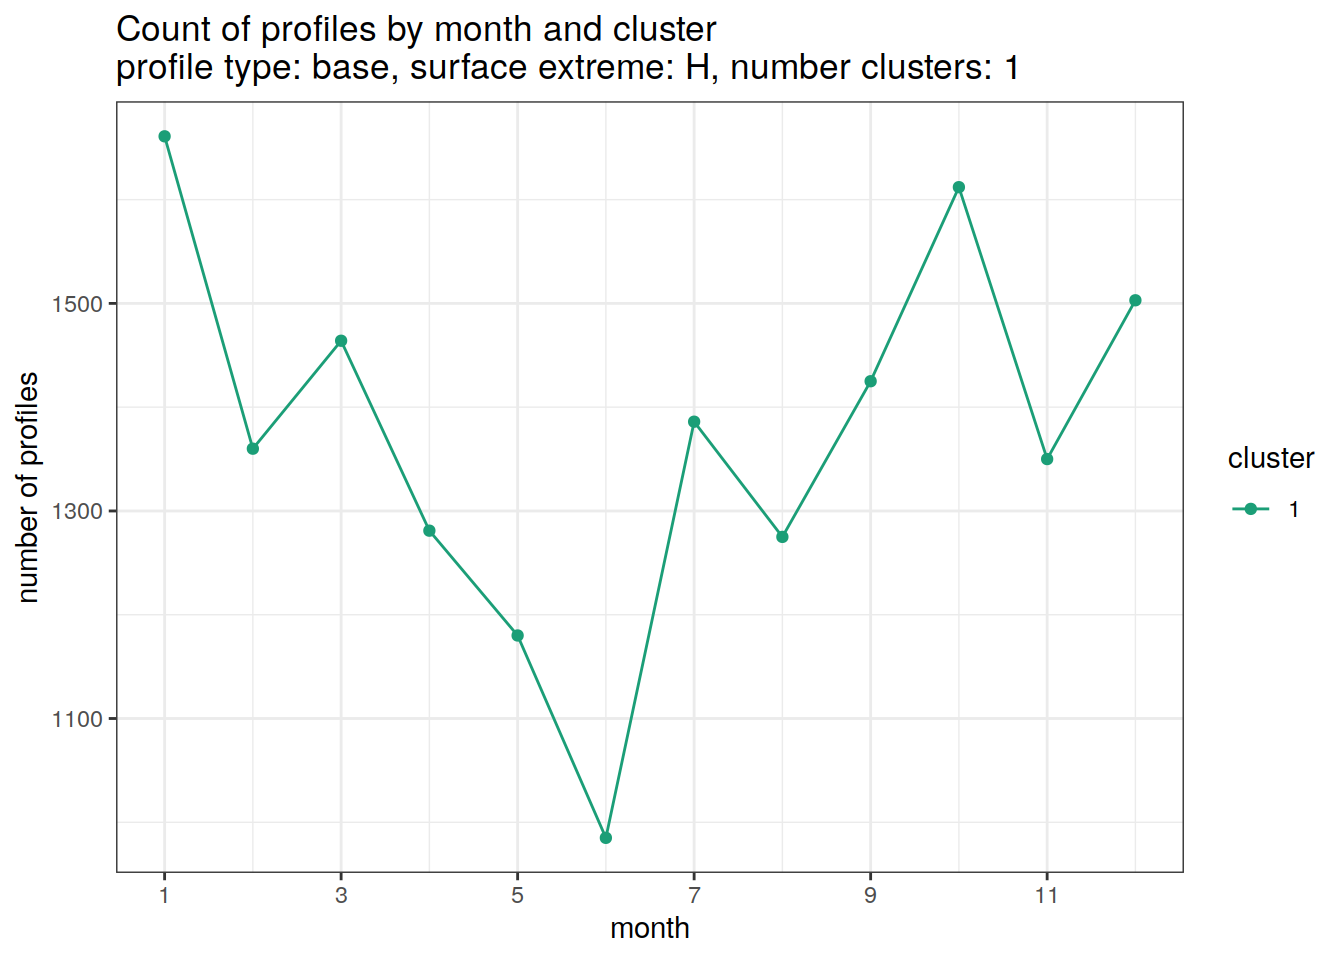 Count of profiles by month and cluster
profile type: base, surface extreme: H, number clusters: 1
1500
1300
1100
number of profiles
1 3 5 7 9 11
month
cluster
1